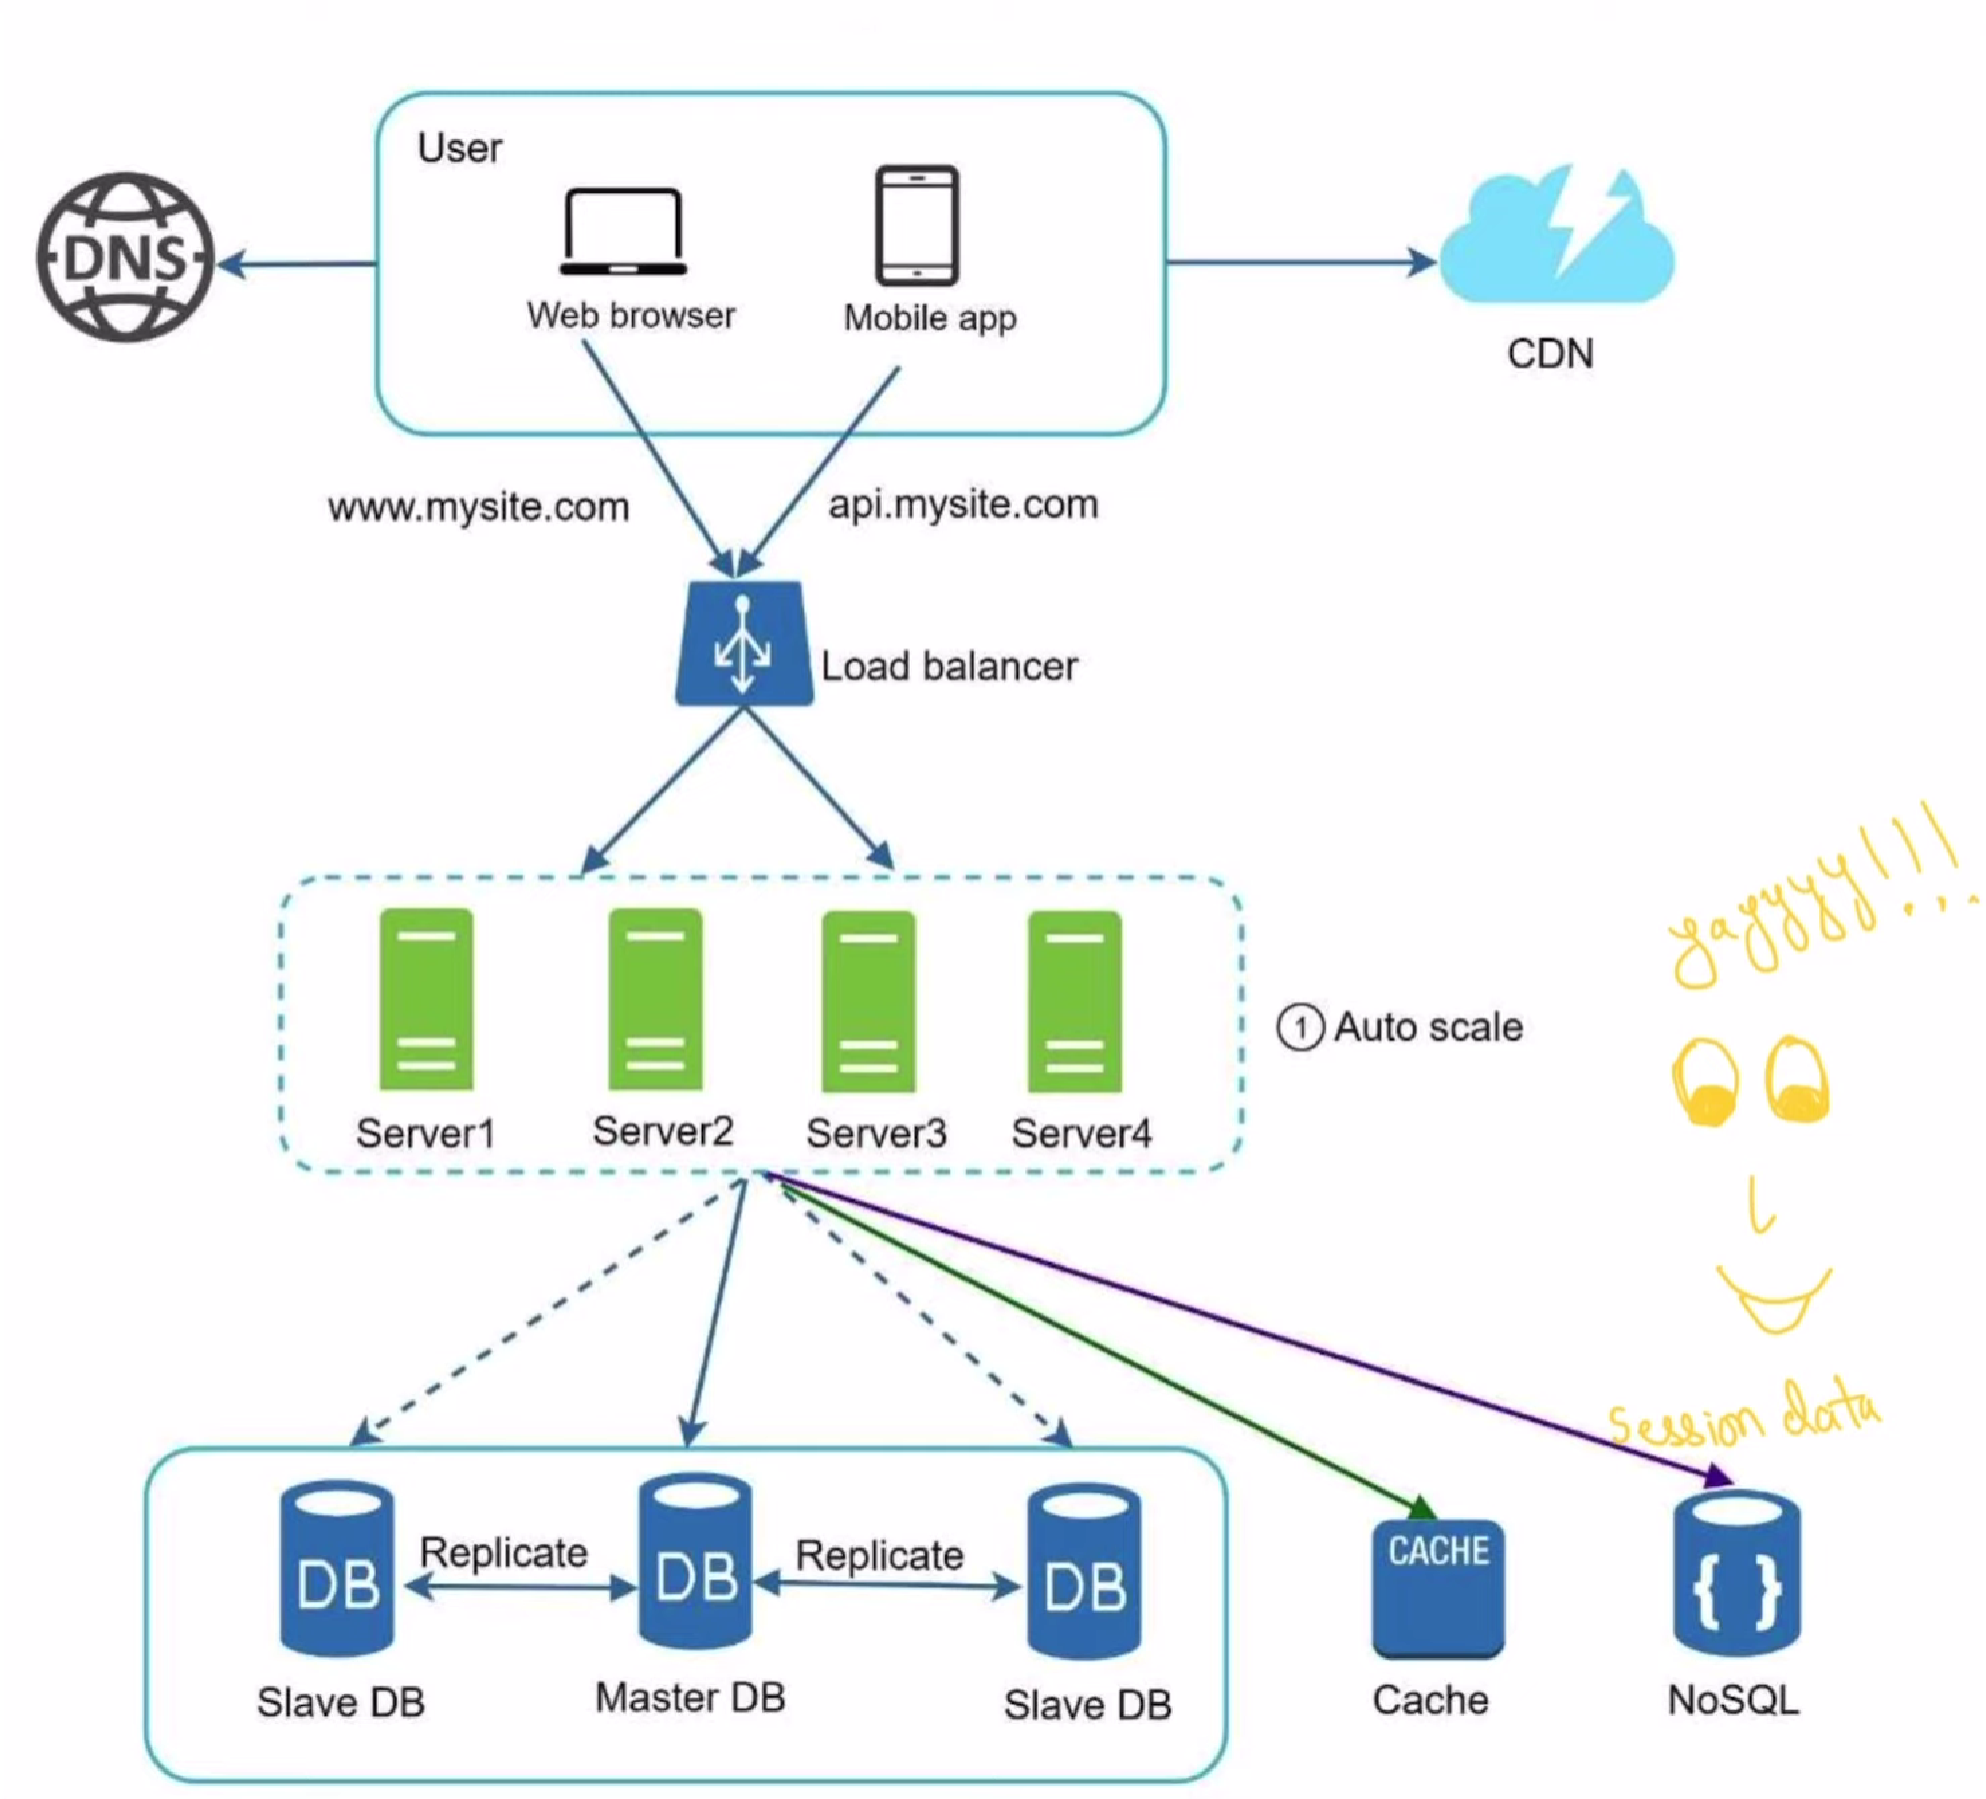 User
DNS
Web browser
Mobile app
CDN
www.mysite.com
api.mysite.com
Load balancer
yayyyy!!!
Server1
Server2
Server3
Server4
1 Auto scale
session data
DB
Replicate
DB
Replicate
DB
CACHE
{ }
Slave DB
Master DB
Slave DB
Cache
NoSQL